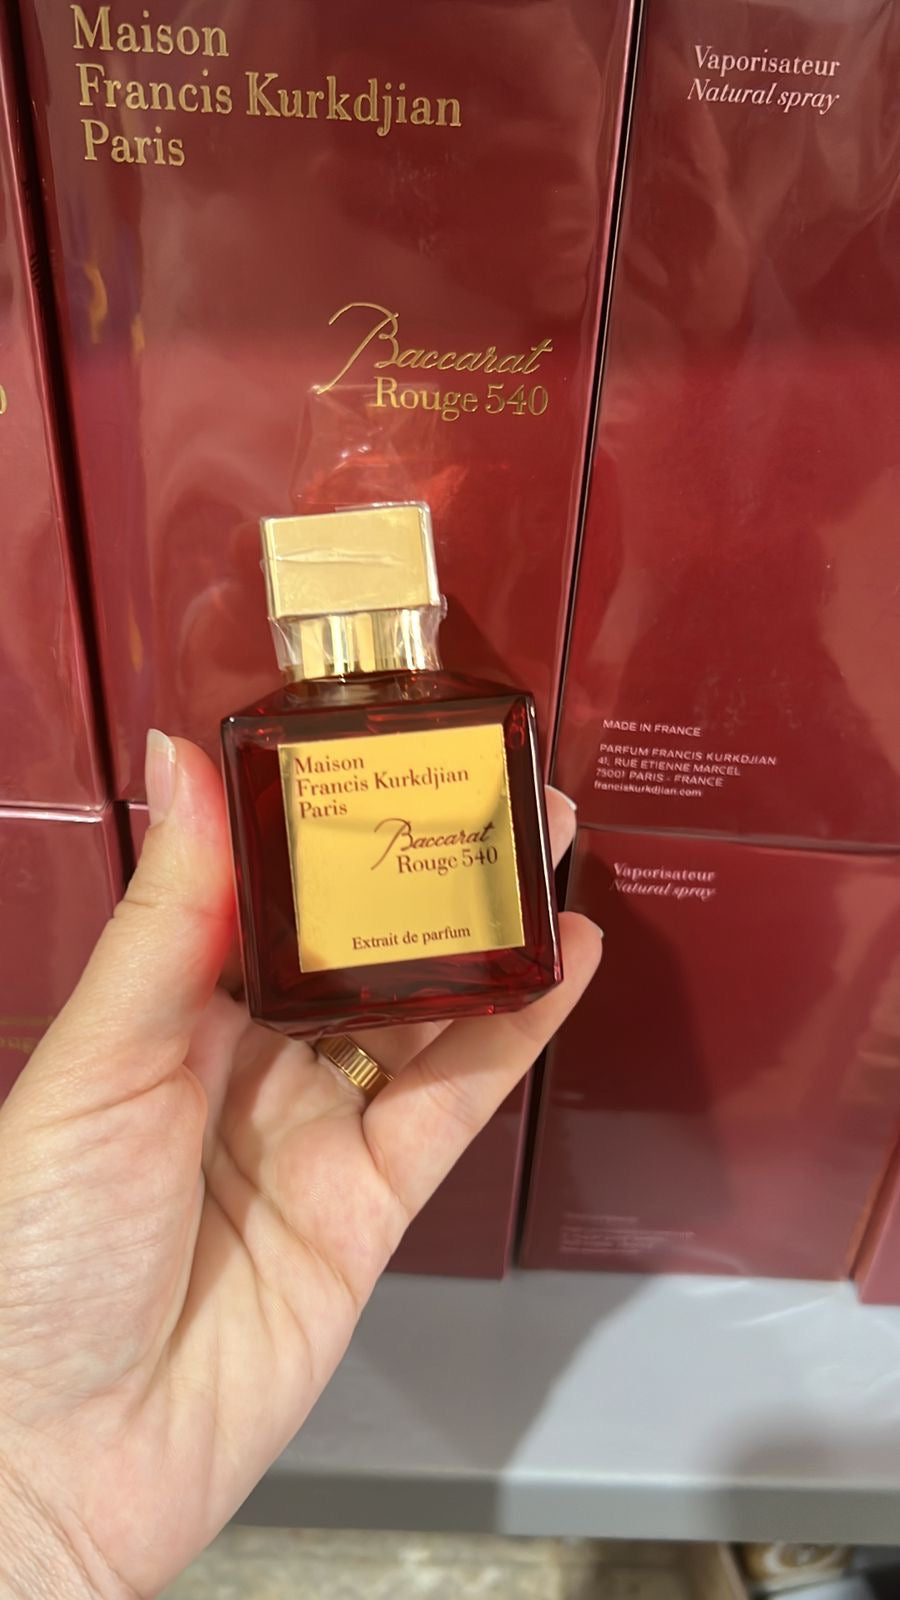 Maison
Francis Kurkdjian
Paris
Baccarat
Rouge 540
Vaporisateur
Natural spray
Maison
Francis Kurkdjian
Paris
Baccarat
Rouge 540
Extrait de parfum
MADE IN FRANCE
PARFUM FRANCIS KURKDJIAN
41, RUE ETIENNE MARCEL
75001 PARIS - FRANCE
franciskurkdjian.com
Vaporisateur
Natural spray